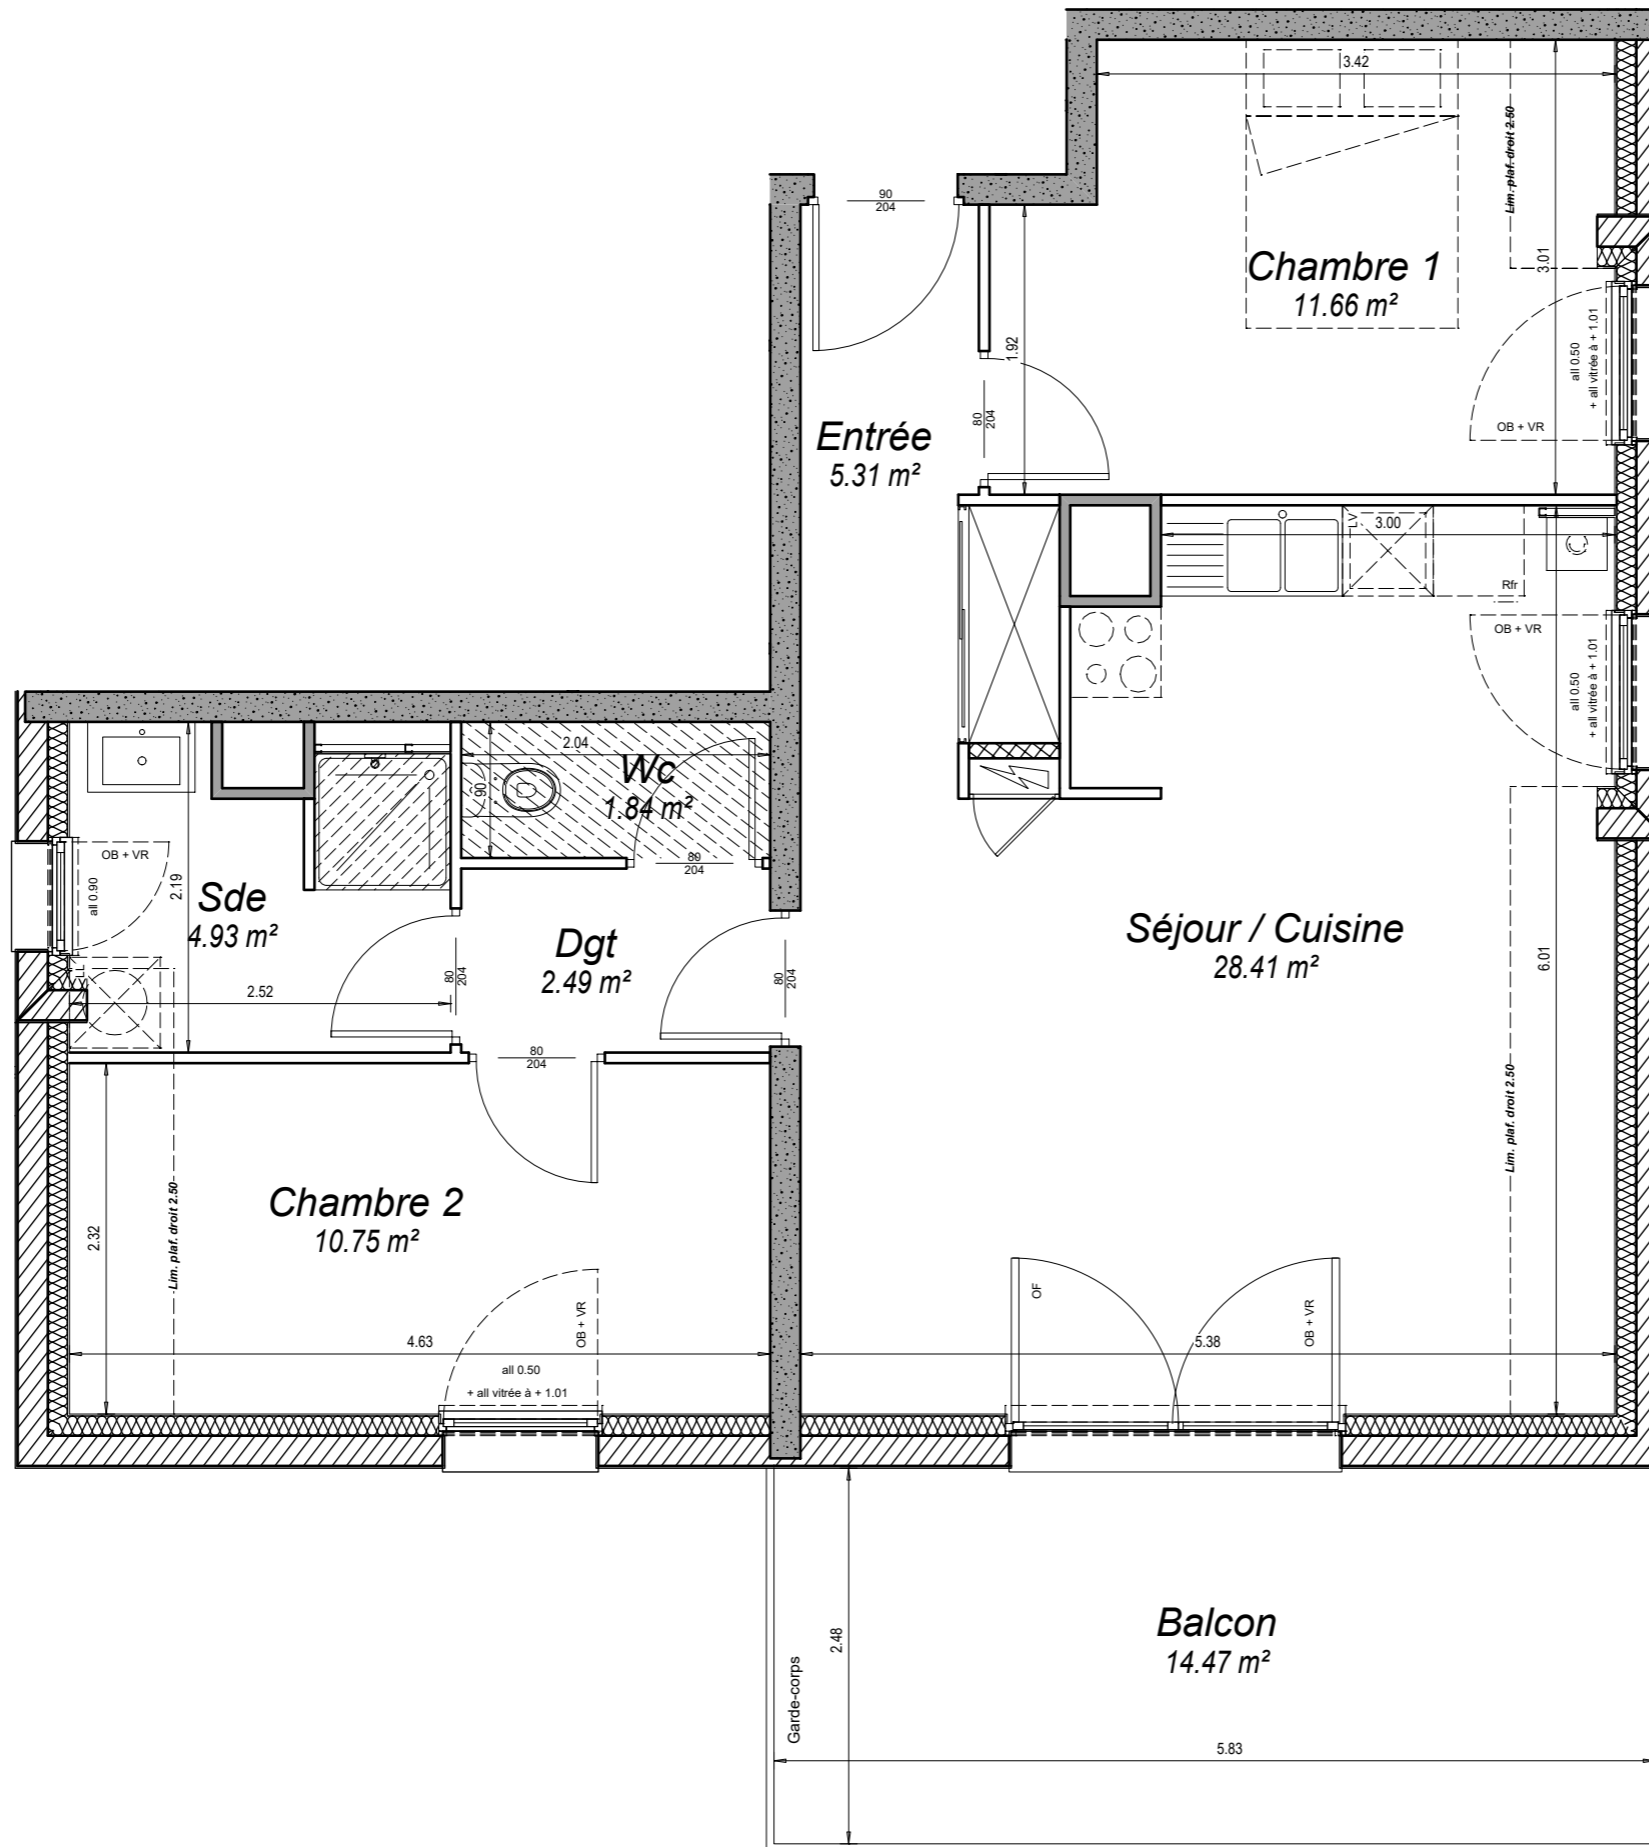 3.42
Lim. plaf. droit 2.50
90
204
Chambre 1
11.66 m²
3.01
1.92
all 0.50
+ all vitrée à + 1.01
OB + VR
80
204
Entrée
5.31 m²
LV
3.00
Rfr
OB + VR
all 0.50
+ all vitrée à + 1.01
2.04
Wc
1.84 m²
90
80
204
OB + VR
all 0.90
2.19
Sde
4.93 m²
LL
2.52
80
204
Dgt
2.49 m²
80
204
Séjour / Cuisine
28.41 m²
6.01
80
204
Lim. plaf. droit 2.50
Chambre 2
10.75 m²
2.32
Lim. plaf. droit 2.50
OB + VR
4.63
all 0.50
+ all vitrée à + 1.01
OF
OB + VR
5.38
Balcon
14.47 m²
2.48
Garde-corps
5.83